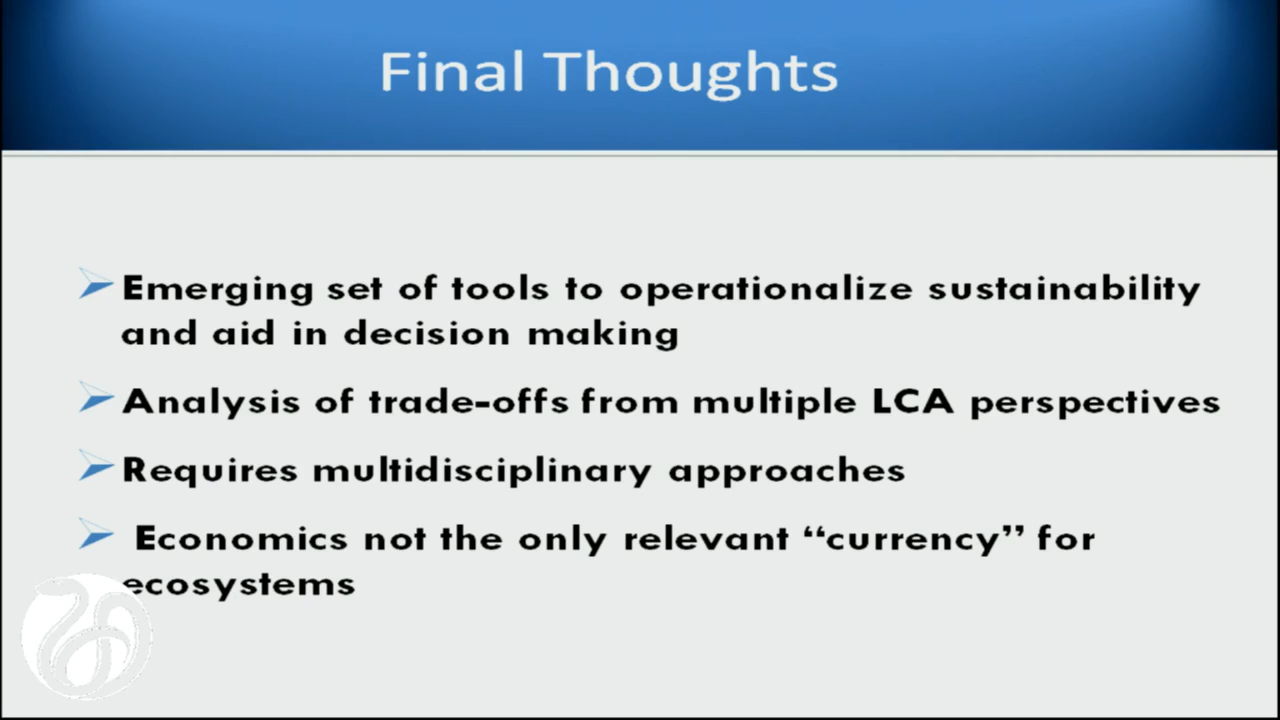 Final Thoughts
Emerging set of tools to operationalize sustainability
and aid in decision making
Analysis of trade-offs from multiple LCA perspectives
Requires multidisciplinary approaches
Economics not the only relevant “currency” for
ecosystems